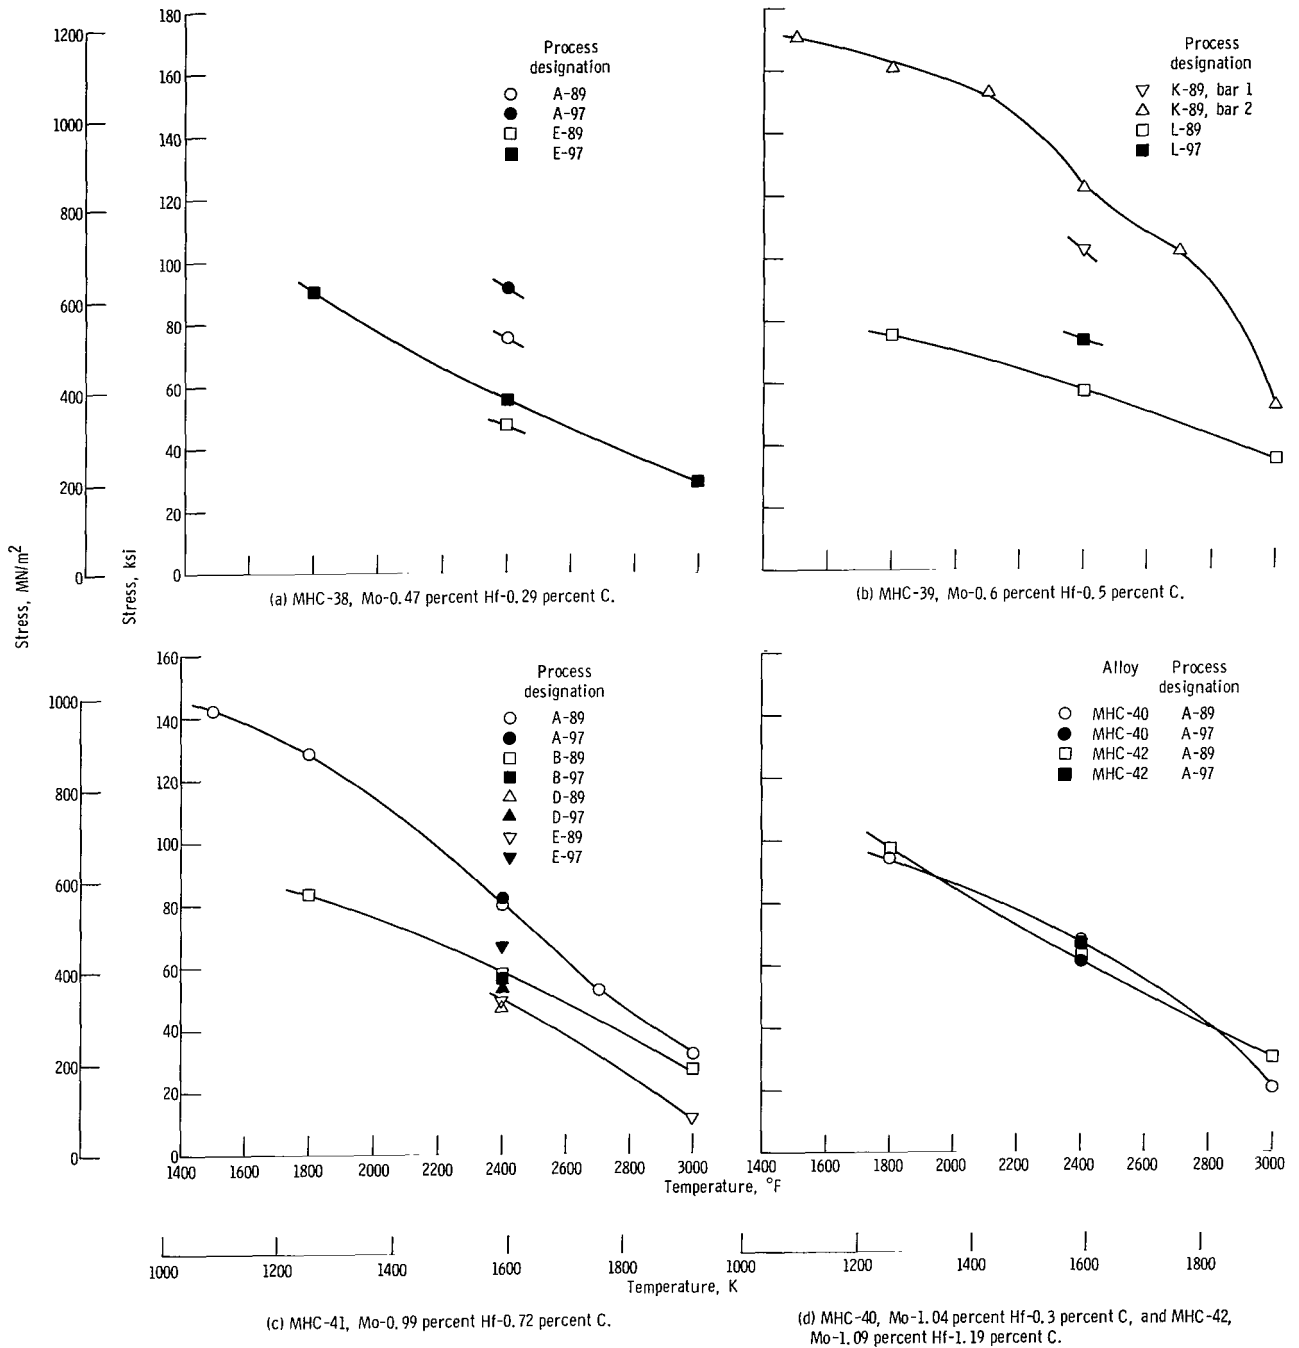 180
160
140
120
100
80
60
40
20
0
1200
1000
800
600
400
200
0
Stress, MN/m2
Stress, ksi
Process
designation
A-89
A-97
E-89
E-97
(a) MHC-38, Mo-0.47 percent Hf-0.29 percent C.
Process
designation
K-89, bar 1
K-89, bar 2
L-89
L-97
(b) MHC-39, Mo-0.6 percent Hf-0.5 percent C.
160
140
120
100
80
60
40
20
0
1000
800
600
400
200
0
Process
designation
A-89
A-97
B-89
B-97
D-89
D-97
E-89
E-97
1400 1600 1800 2000 2200 2400 2600 2800 3000
Alloy Process
designation
MHC-40 A-89
MHC-40 A-97
MHC-42 A-89
MHC-42 A-97
1400 1600 1800 2000 2200 2400 2600 2800 3000
Temperature, °F
1000 1200 1400 1600 1800
1000 1200 1400 1600 1800
Temperature, K
(c) MHC-41, Mo-0.99 percent Hf-0.72 percent C.
(d) MHC-40, Mo-1.04 percent Hf-0.3 percent C, and MHC-42,
Mo-1.09 percent Hf-1.19 percent C.